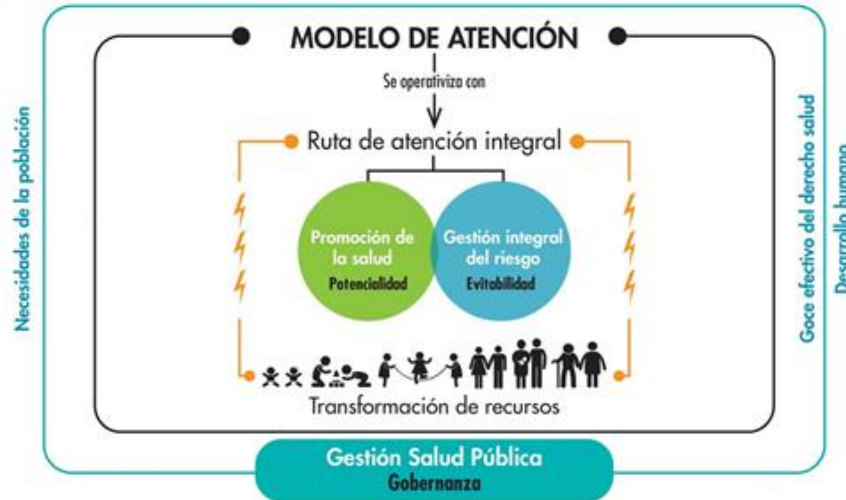 MODELO DE ATENCIÓN
Se operativiza con
Ruta de atención integral
Promoción de
la salud
Potencialidad
Gestión integral
del riesgo
Evitabilidad
Transformación de recursos
Gestión Salud Pública
Gobernanza
Necesidades de la población
Goce efectivo del derecho salud
Desarrollo humano